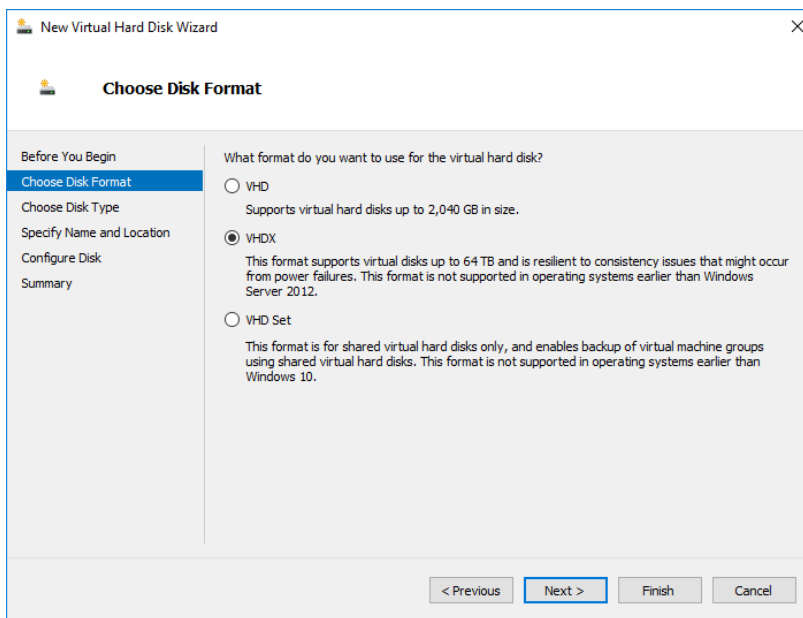 New Virtual Hard Disk Wizard
Choose Disk Format
Before You Begin
Choose Disk Format
Choose Disk Type
Specify Name and Location
Configure Disk
Summary
What format do you want to use for the virtual hard disk?
VHD
Supports virtual hard disks up to 2,040 GB in size.
VHDX
This format supports virtual disks up to 64 TB and is resilient to consistency issues that might occur
from power failures. This format is not supported in operating systems earlier than Windows
Server 2012.
VHD Set
This format is for shared virtual hard disks only, and enables backup of virtual machine groups
using shared virtual hard disks. This format is not supported in operating systems earlier than
Windows 10.
< Previous
Next >
Finish
Cancel